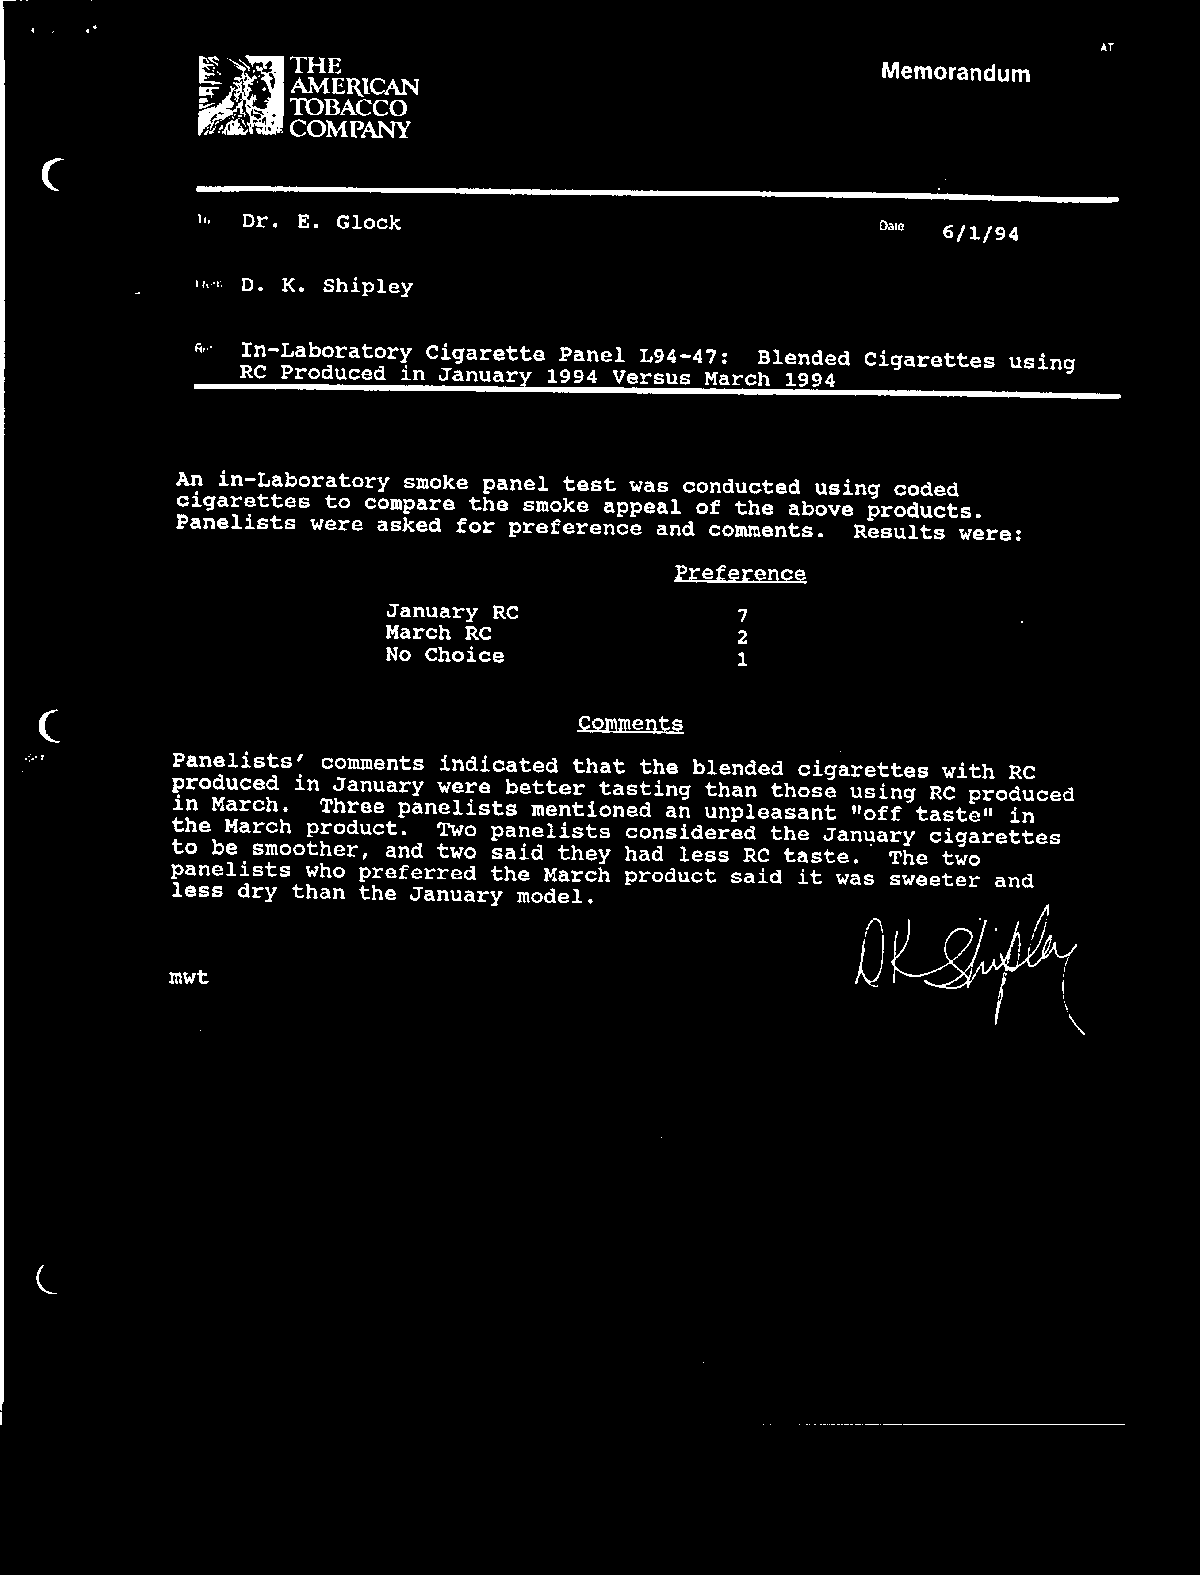 AT
THE
AMERICAN
TOBACCO
COMPANY
Memorandum
To Dr. E. Glock
Date 6/1/94
From D. K. Shipley
Re: In-Laboratory Cigarette Panel L94-47: Blended Cigarettes using
RC Produced in January 1994 Versus March 1994
An in-Laboratory smoke panel test was conducted using coded
cigarettes to compare the smoke appeal of the above products.
Panelists were asked for preference and comments. Results were:
Preference
January RC 7
March RC 2
No Choice 1
Comments
Panelists' comments indicated that the blended cigarettes with RC
produced in January were better tasting than those using RC produced
in March. Three panelists mentioned an unpleasant "off taste" in
the March product. Two panelists considered the January cigarettes
to be smoother, and two said they had less RC taste. The two
panelists who preferred the March product said it was sweeter and
less dry than the January model.
DK Shipley
mwt